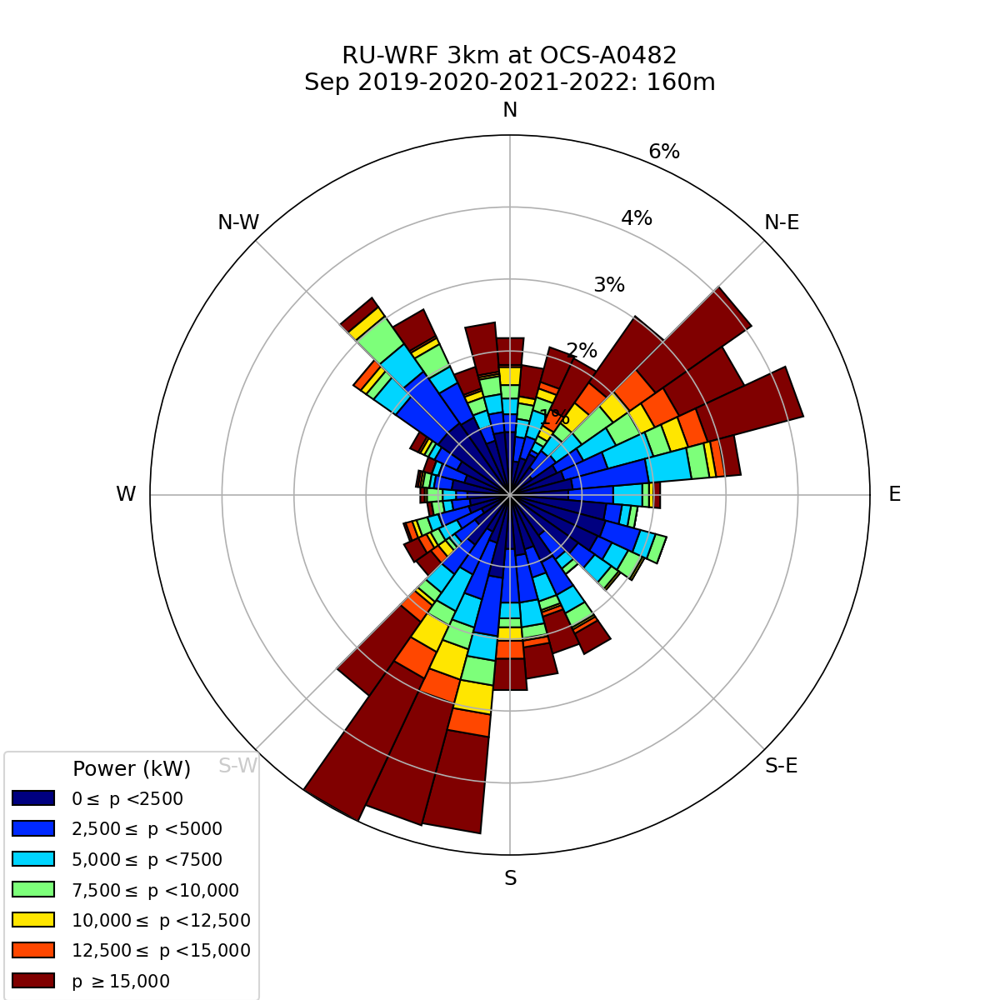 RU-WRF 3km at OCS-A0482
Sep 2019-2020-2021-2022: 160m
N
6%
4%
N-W
N-E
3%
2%
1%
W
E
S-W
S-E
S
Power (kW)
0≤ p <2500
2,500≤ p <5000
5,000≤ p <7500
7,500≤ p <10,000
10,000≤ p <12,500
12,500≤ p <15,000
p ≥15,000